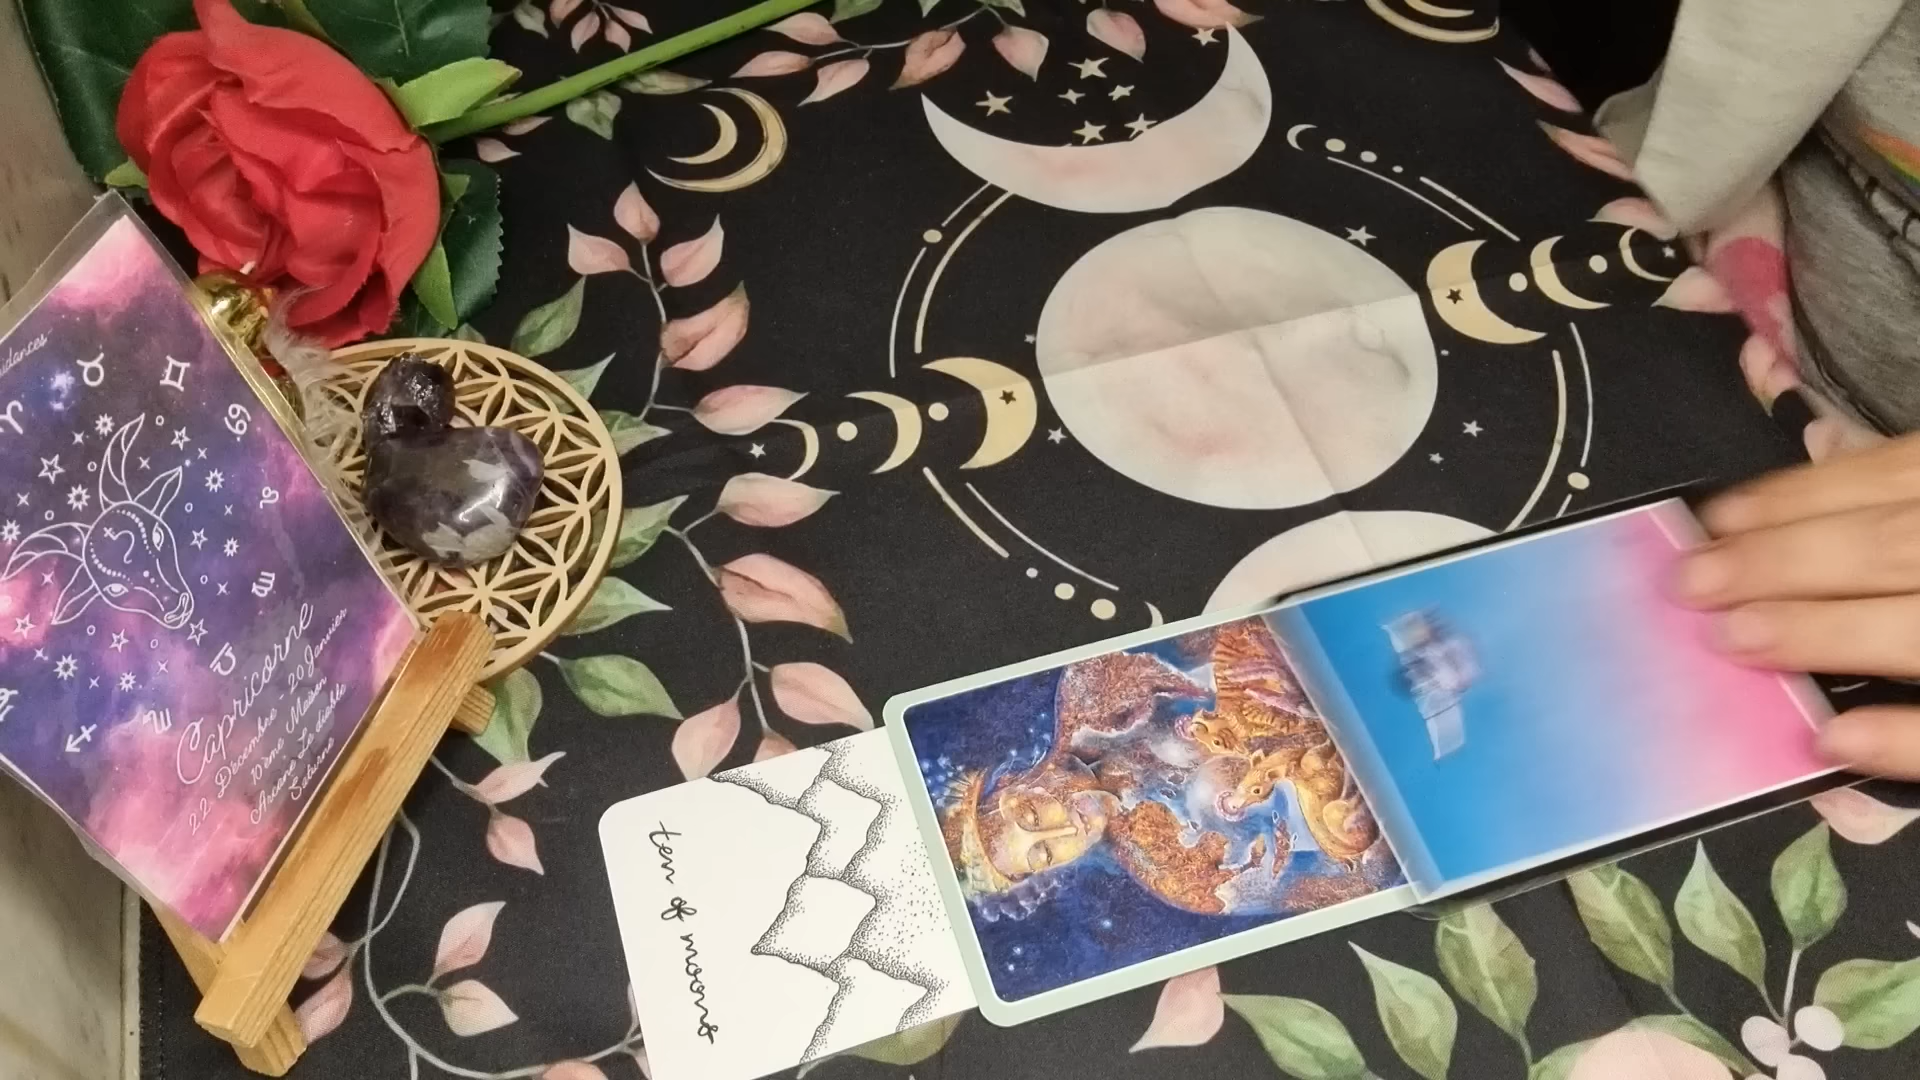 Capricorne
22 Décembre - 20 Janvier
10ème Maison
Arcane Le diable
Saturne
ten of moons